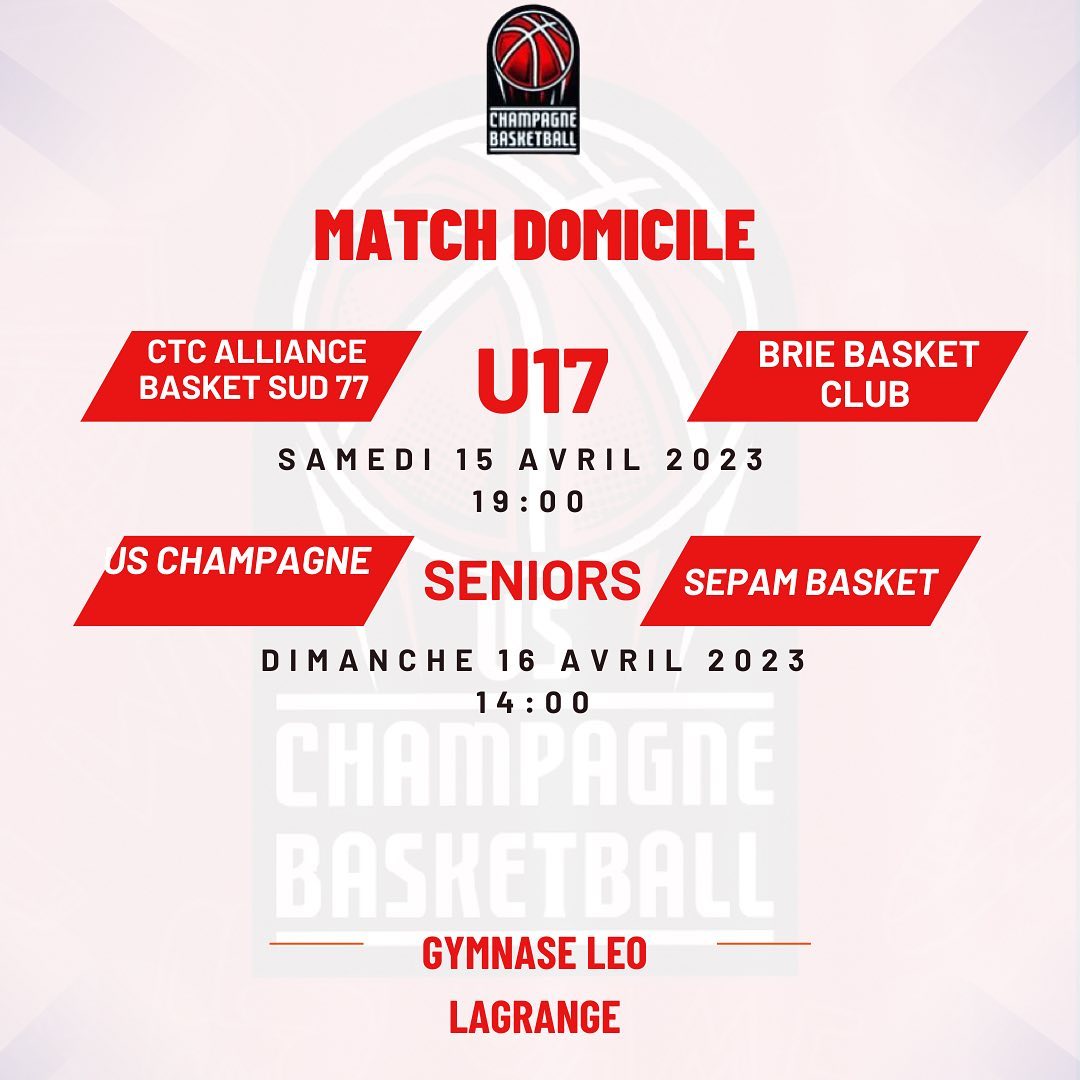 CHAMPAGNE
BASKETBALL
MATCH DOMICILE
CTC ALLIANCE
BASKET SUD 77
U17
BRIE BASKET
CLUB
SAMEDI 15 AVRIL 2023
19:00
US CHAMPAGNE
SENIORS
SEPAM BASKET
US
DIMANCHE 16 AVRIL 2023
14:00
CHAMPAGNE
BASKETBALL
GYMNASE LEO
LAGRANGE